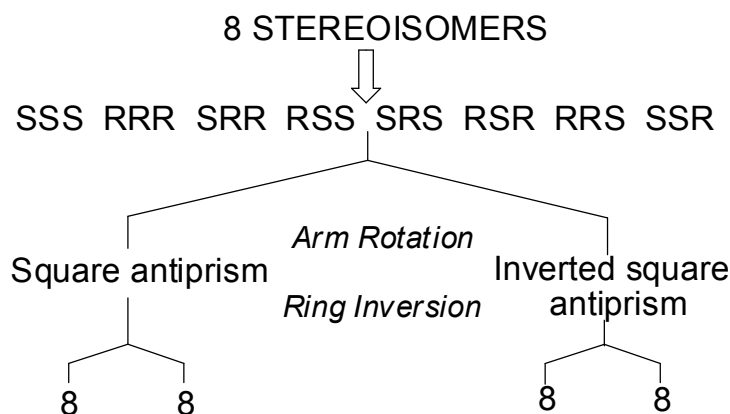 8 STEREOISOMERS
SSS RRR SRR RSS SRS RSR RRS SSR
Arm Rotation
Square antiprism
Inverted square
antiprism
Ring Inversion
8 8 8 8